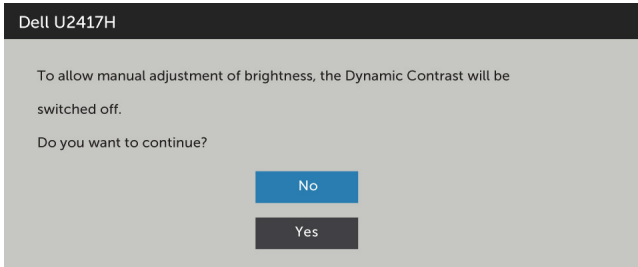 Dell U2417H
To allow manual adjustment of brightness, the Dynamic Contrast will be
switched off.
Do you want to continue?
No
Yes